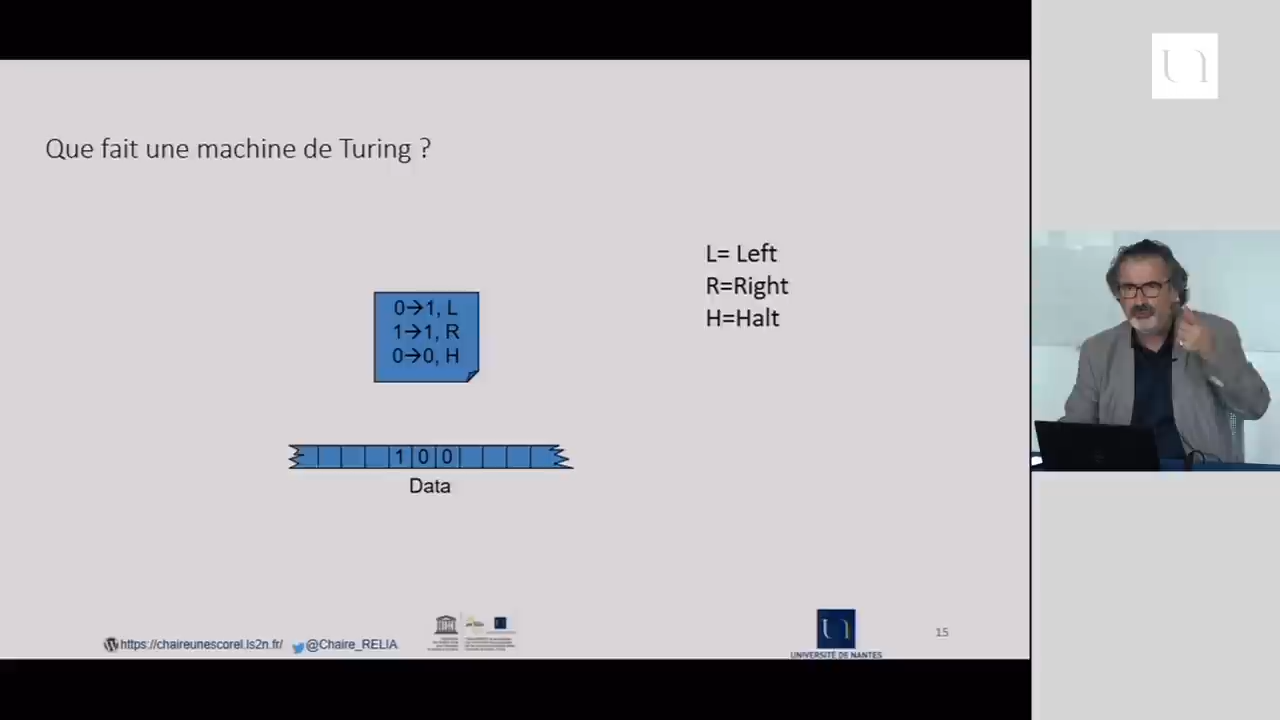 Que fait une machine de Turing ?
L= Left
R=Right
H=Halt
0→1, L
1→1, R
0→0, H
1 0 0
Data
https://chaireunescorel.ls2n.fr/ @Chaire_RELIA
UNIVERSITÉ DE NANTES
15